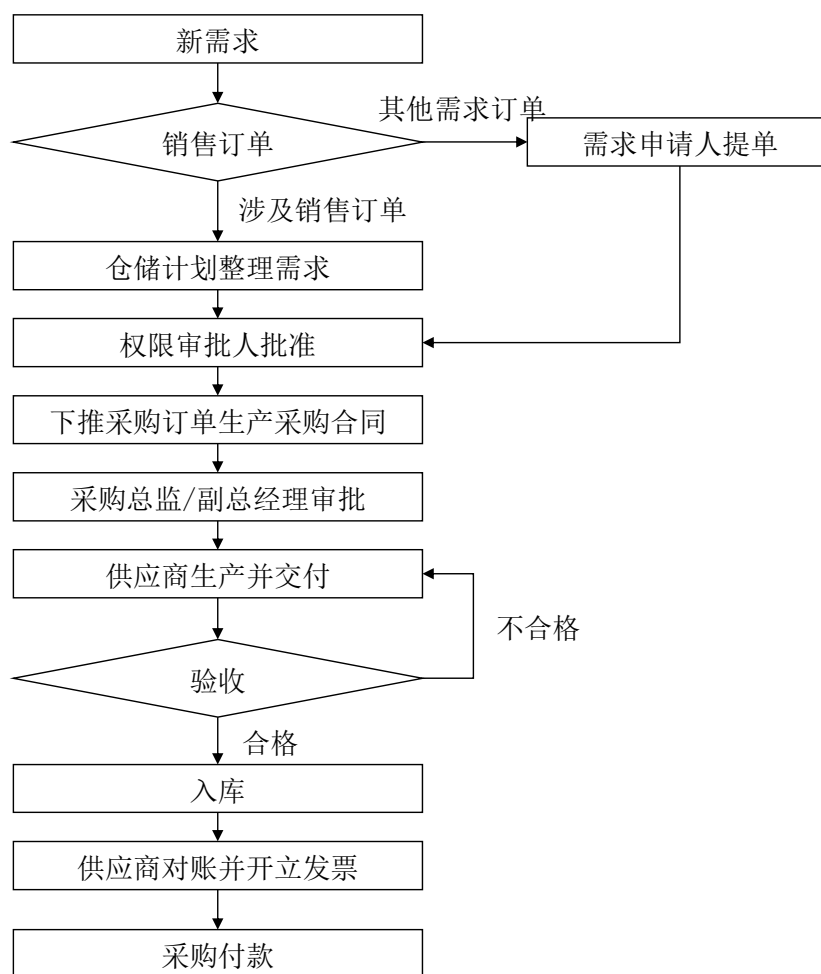 新需求
其他需求订单
销售订单
需求申请人提单
涉及销售订单
仓储计划整理需求
权限审批人批准
下推采购订单生产采购合同
采购总监/副总经理审批
供应商生产并交付
不合格
验收
合格
入库
供应商对账并开立发票
采购付款